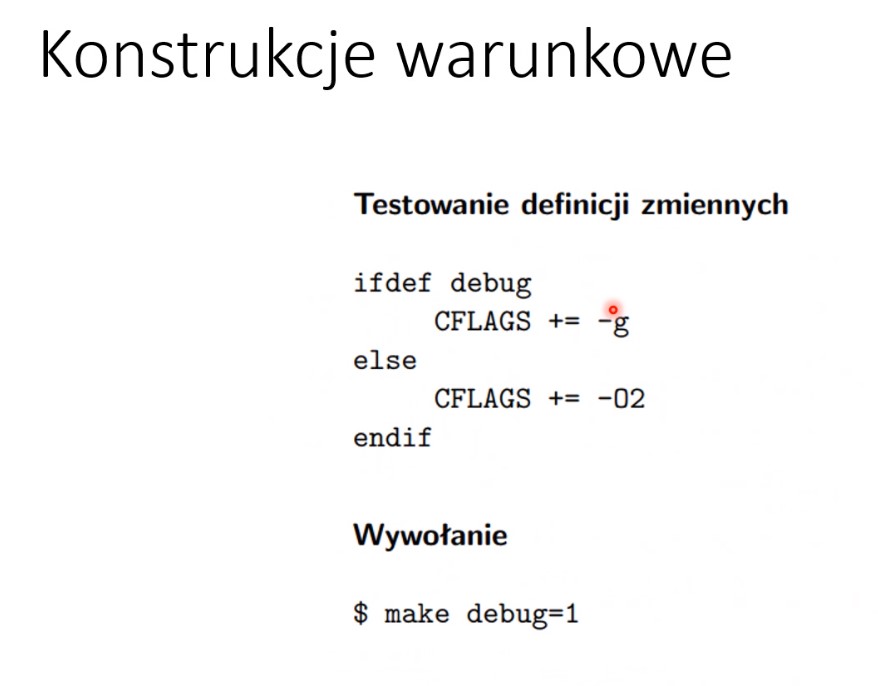 Konstrukcje warunkowe
Testowanie definicji zmiennych
ifdef debug
CFLAGS += -g
else
CFLAGS += -O2
endif
Wywołanie
$ make debug=1